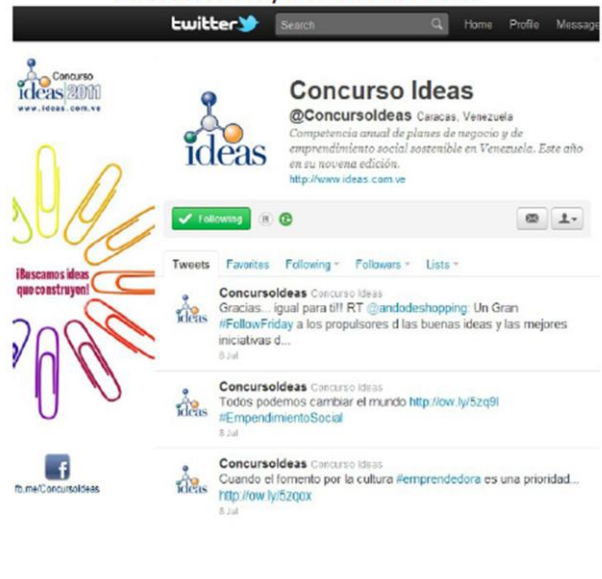 twitter
Search
Home Profile Message
Concurso
ideas 2011
www.ideas.com.ve
¡Buscamos ideas
que construyen!
fb.me/ConcursoIdeas
ideas
Concurso Ideas
@ConcursoIdeas Caracas, Venezuela
Competencia anual de planes de negocio y de
emprendimiento social sostenible en Venezuela. Este año
en su novena edición.
http://www.ideas.com.ve
Following
Tweets Favorites Following Followers Lists
ideas
ConcursoIdeas Concurso Ideas
Gracias... igual para ti!! RT @andodeshopping: Un Gran
#FollowFriday a los propulsores d las buenas ideas y las mejores
iniciativas d...
8 Jul
ideas
ConcursoIdeas Concurso Ideas
Todos podemos cambiar el mundo http://ow.ly/5zq9l
#EmpendimientoSocial
8 Jul
ideas
ConcursoIdeas Concurso Ideas
Cuando el fomento por la cultura #emprendedora es una prioridad...
http://ow.ly/5zqox
8 Jul